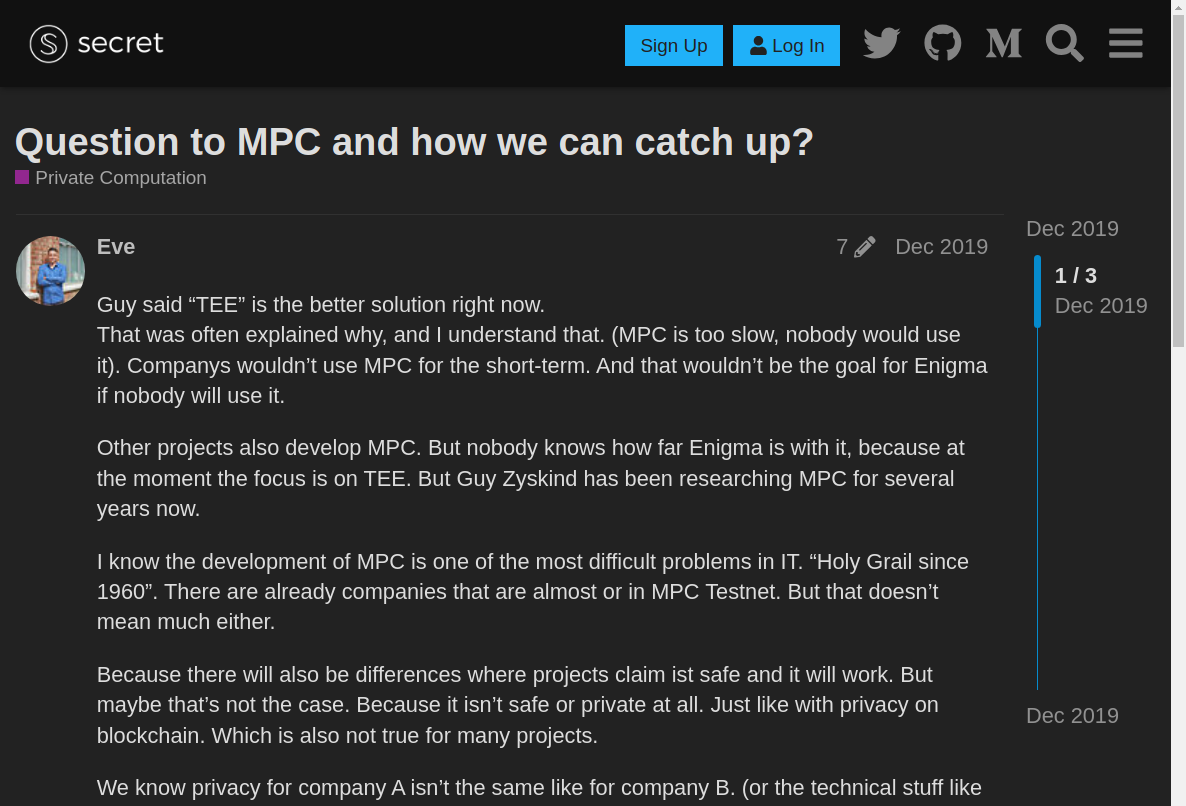 secret
Sign Up
Log In
Question to MPC and how we can catch up?
Private Computation
Eve
7
Dec 2019
Dec 2019
1 / 3
Dec 2019
Guy said “TEE” is the better solution right now.
That was often explained why, and I understand that. (MPC is too slow, nobody would use
it). Companys wouldn’t use MPC for the short-term. And that wouldn’t be the goal for Enigma
if nobody will use it.
Other projects also develop MPC. But nobody knows how far Enigma is with it, because at
the moment the focus is on TEE. But Guy Zyskind has been researching MPC for several
years now.
I know the development of MPC is one of the most difficult problems in IT. “Holy Grail since
1960”. There are already companies that are almost or in MPC Testnet. But that doesn’t
mean much either.
Because there will also be differences where projects claim ist safe and it will work. But
maybe that’s not the case. Because it isn’t safe or private at all. Just like with privacy on
blockchain. Which is also not true for many projects.
Dec 2019
We know privacy for company A isn’t the same like for company B. (or the technical stuff like